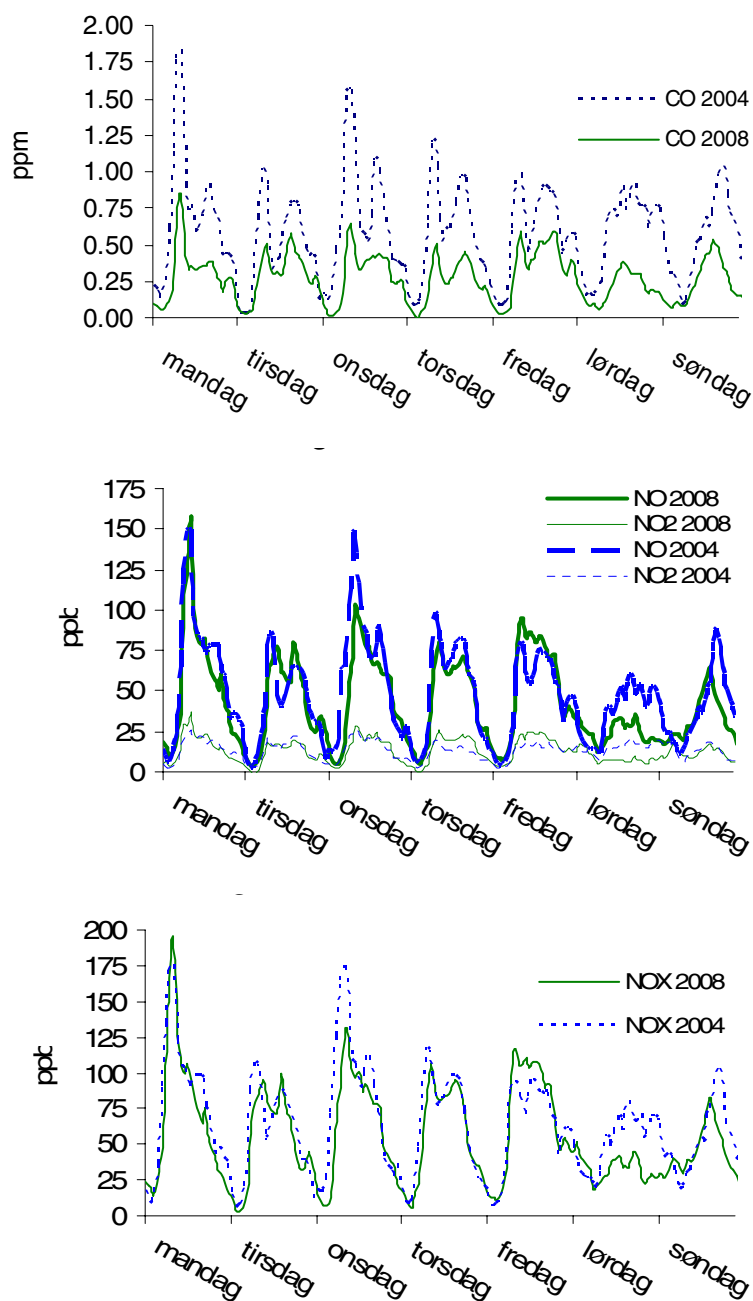 2.00
1.75
1.50
1.25
1.00
0.75
0.50
0.25
0.00
ppm
CO 2004
CO 2008
mandag
tirsdag
onsdag
torsdag
fredag
lørdag
søndag
175
150
125
100
75
50
25
0
ppb
NO 2008
NO2 2008
NO 2004
NO2 2004
mandag
tirsdag
onsdag
torsdag
fredag
lørdag
søndag
200
175
150
125
100
75
50
25
0
ppb
NOX 2008
NOX 2004
mandag
tirsdag
onsdag
torsdag
fredag
lørdag
søndag